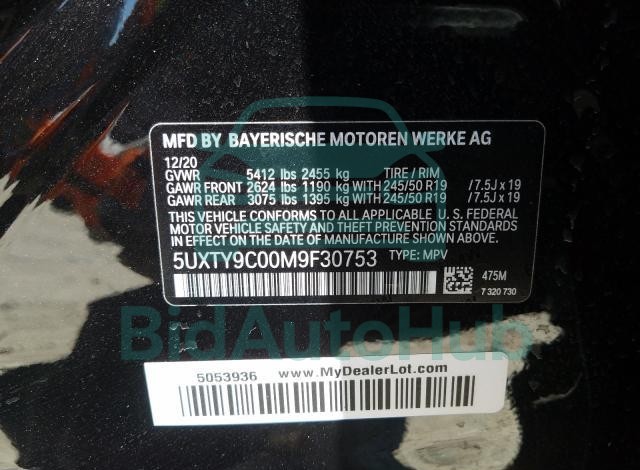 MFD BY BAYERISCHE MOTOREN WERKE AG
12/20
GVWR 5412 lbs 2455 kg TIRE / RIM
GAWR FRONT 2624 lbs 1190 kg WITH 245/50 R19 / 7.5J x 19
GAWR REAR 3075 lbs 1395 kg WITH 245/50 R19 / 7.5J x 19
THIS VEHICLE CONFORMS TO ALL APPLICABLE U. S. FEDERAL
MOTOR VEHICLE SAFETY AND THEFT PREVENTION STANDARDS
IN EFFECT ON THE DATE OF MANUFACTURE SHOWN ABOVE.
5UXTY9C00M9F30753 TYPE: MPV
475M
7 320 730
BidAutoHub
5053936 www.MyDealerLot.com